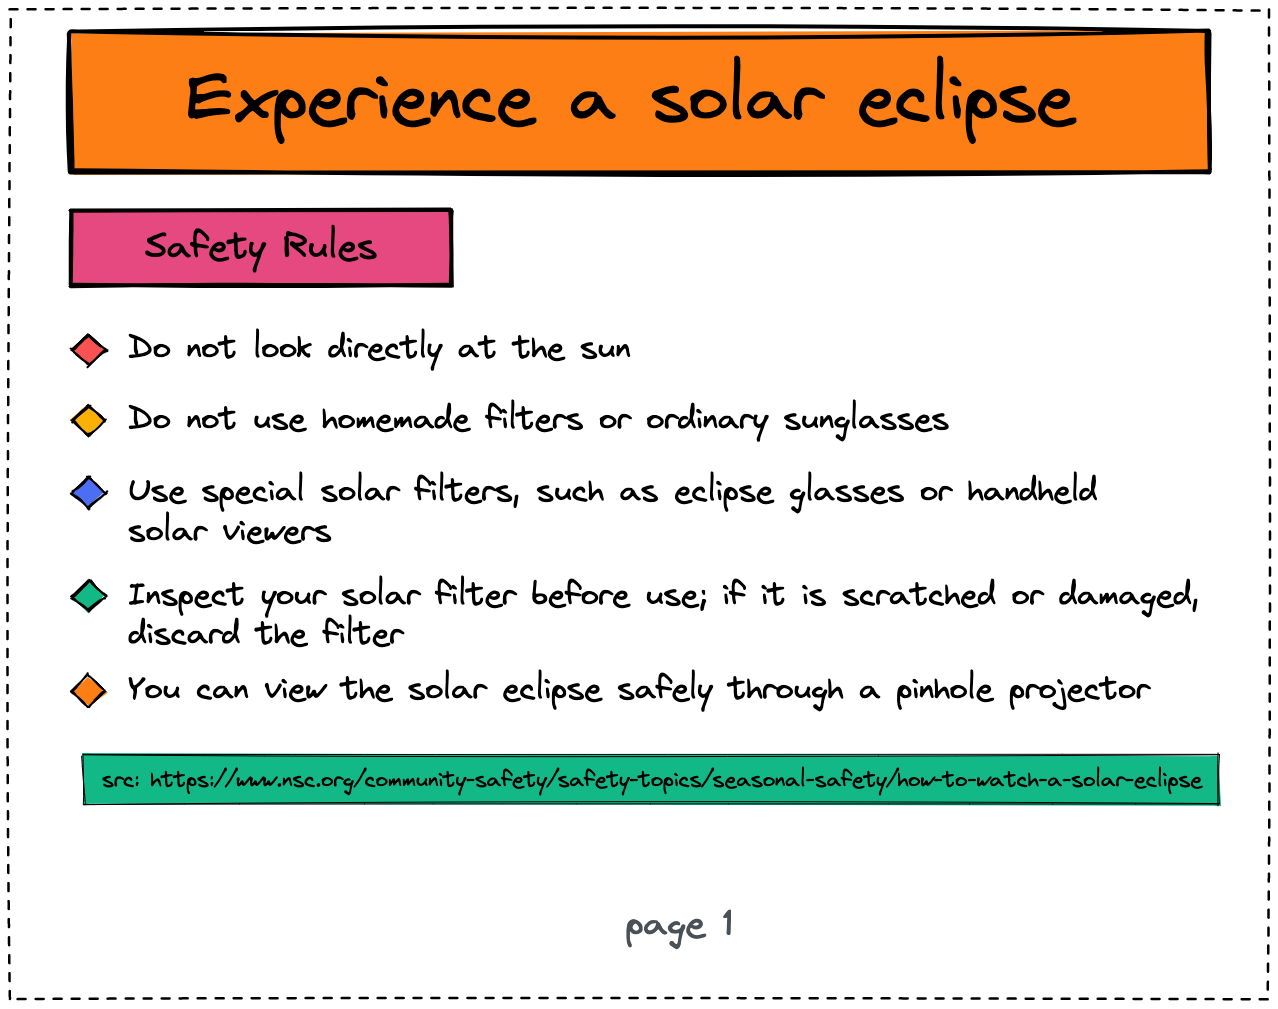 Experience a solar eclipse
Safety Rules
Do not look directly at the sun
Do not use homemade filters or ordinary sunglasses
Use special solar filters, such as eclipse glasses or handheld
solar viewers
Inspect your solar filter before use; if it is scratched or damaged,
discard the filter
You can view the solar eclipse safely through a pinhole projector
src: https://www.nsc.org/community-safety/safety-topics/seasonal-safety/how-to-watch-a-solar-eclipse
page 1